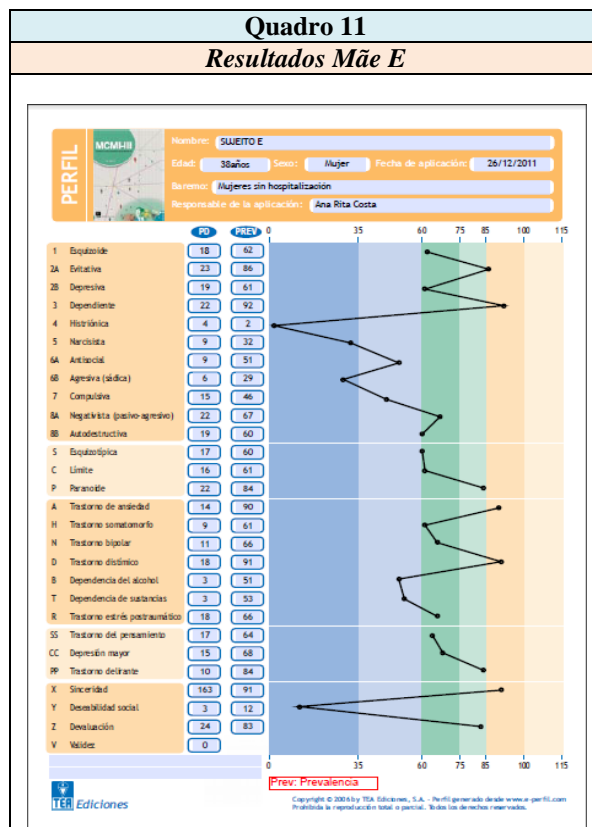 Quadro 11
Resultados Mãe E
PERFIL
MCMI-III
Nombre: SUJEITO E
Edad: 38años Sexo: Mujer Fecha de aplicación: 26/12/2011
Baremo: Mujeres sin hospitalización
Responsable de la aplicación: Ana Rita Costa
PD PREV 0 35 60 75 85 100 115
1 Esquizoide 18 62
2A Evitativa 23 86
2B Depresiva 19 61
3 Dependiente 22 92
4 Histriónica 4 2
5 Narcisista 9 32
6A Antisocial 9 51
6B Agresiva (sádica) 6 29
7 Compulsiva 15 46
8A Negativista (pasivo-agresivo) 22 67
8B Autodestructiva 19 60
S Esquizotípica 17 60
C Límite 16 61
P Paranoide 22 84
A Trastorno de ansiedad 14 90
H Trastorno somatomorfo 9 61
N Trastorno bipolar 11 66
D Trastorno distímico 18 91
B Dependencia del alcohol 3 51
T Dependencia de sustancias 3 53
R Trastorno estrés postraumático 18 66
SS Trastorno del pensamiento 17 64
CC Depresión mayor 15 68
PP Trastorno delirante 10 84
X Sinceridad 163 91
Y Deseabilidad social 3 12
Z Devaluación 24 83
V Validez 0
0 35 60 75 85 100 115
Prev: Prevalencia
TEA Ediciones
Copyright © 2006 by TEA Ediciones, S.A. - Perfil generado desde www.e-perfil.com
Prohibida la reproducción total o parcial. Todos los derechos reservados.